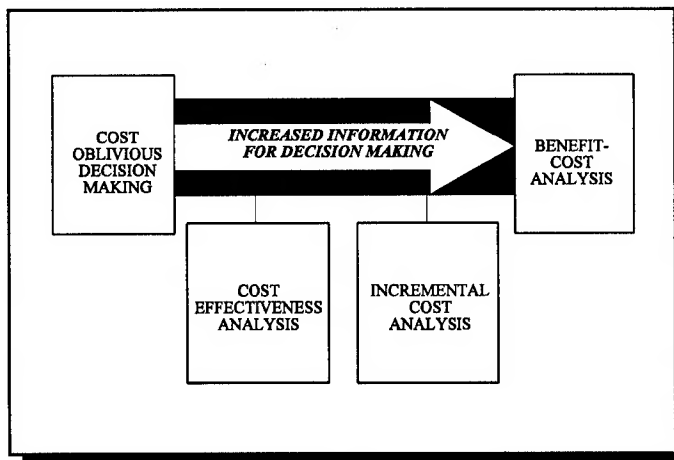 COST
OBLIVIOUS
DECISION
MAKING
INCREASED INFORMATION
FOR DECISION MAKING
BENEFIT-
COST
ANALYSIS
COST
EFFECTIVENESS
ANALYSIS
INCREMENTAL
COST
ANALYSIS